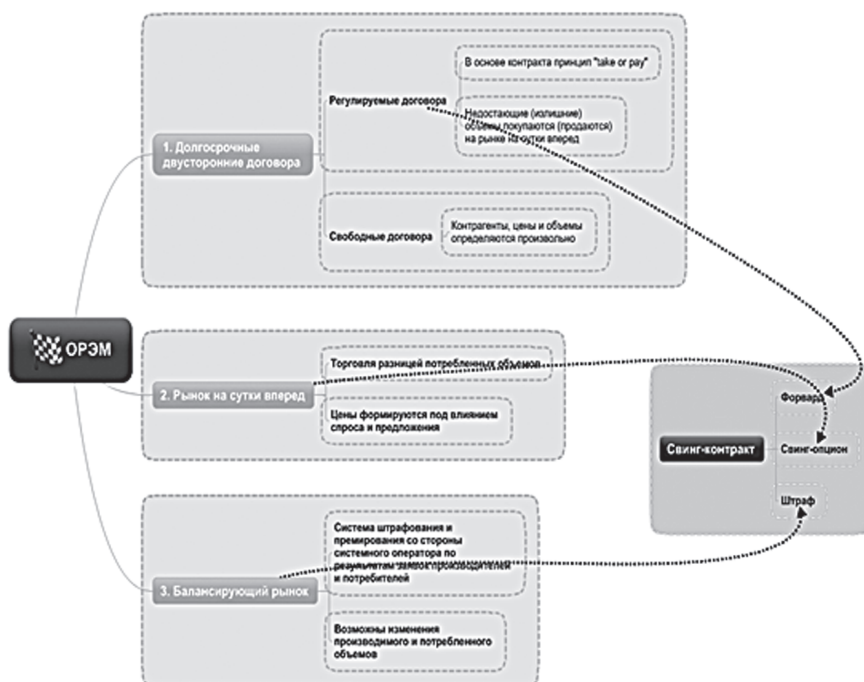 ОРЭМ
1. Долгосрочные
двусторонние договора
Регулируемые договора
В основе контракта принцип "take or pay"
Недостающие (излишние)
объемы покупаются (продаются)
на рынке на сутки вперед
Свободные договора
Контрагенты, цены и объемы
определяются произвольно
2. Рынок на сутки вперед
Торговля разницей потребленных объемов
Цены формируются под влиянием
спроса и предложения
3. Балансирующий рынок
Система штрафования и
премирования со стороны
системного оператора по
результатам заявок производителей
и потребителей
Возможны изменения
производимого и потребленного
объемов
Свинг-контракт
Форвард
Свинг-опцион
Штраф